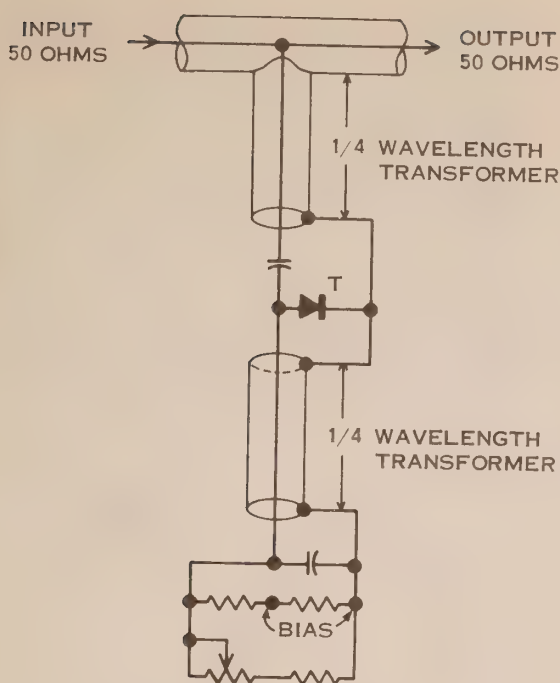 INPUT
50 OHMS
OUTPUT
50 OHMS
1/4 WAVELENGTH
TRANSFORMER
T
1/4 WAVELENGTH
TRANSFORMER
BIAS